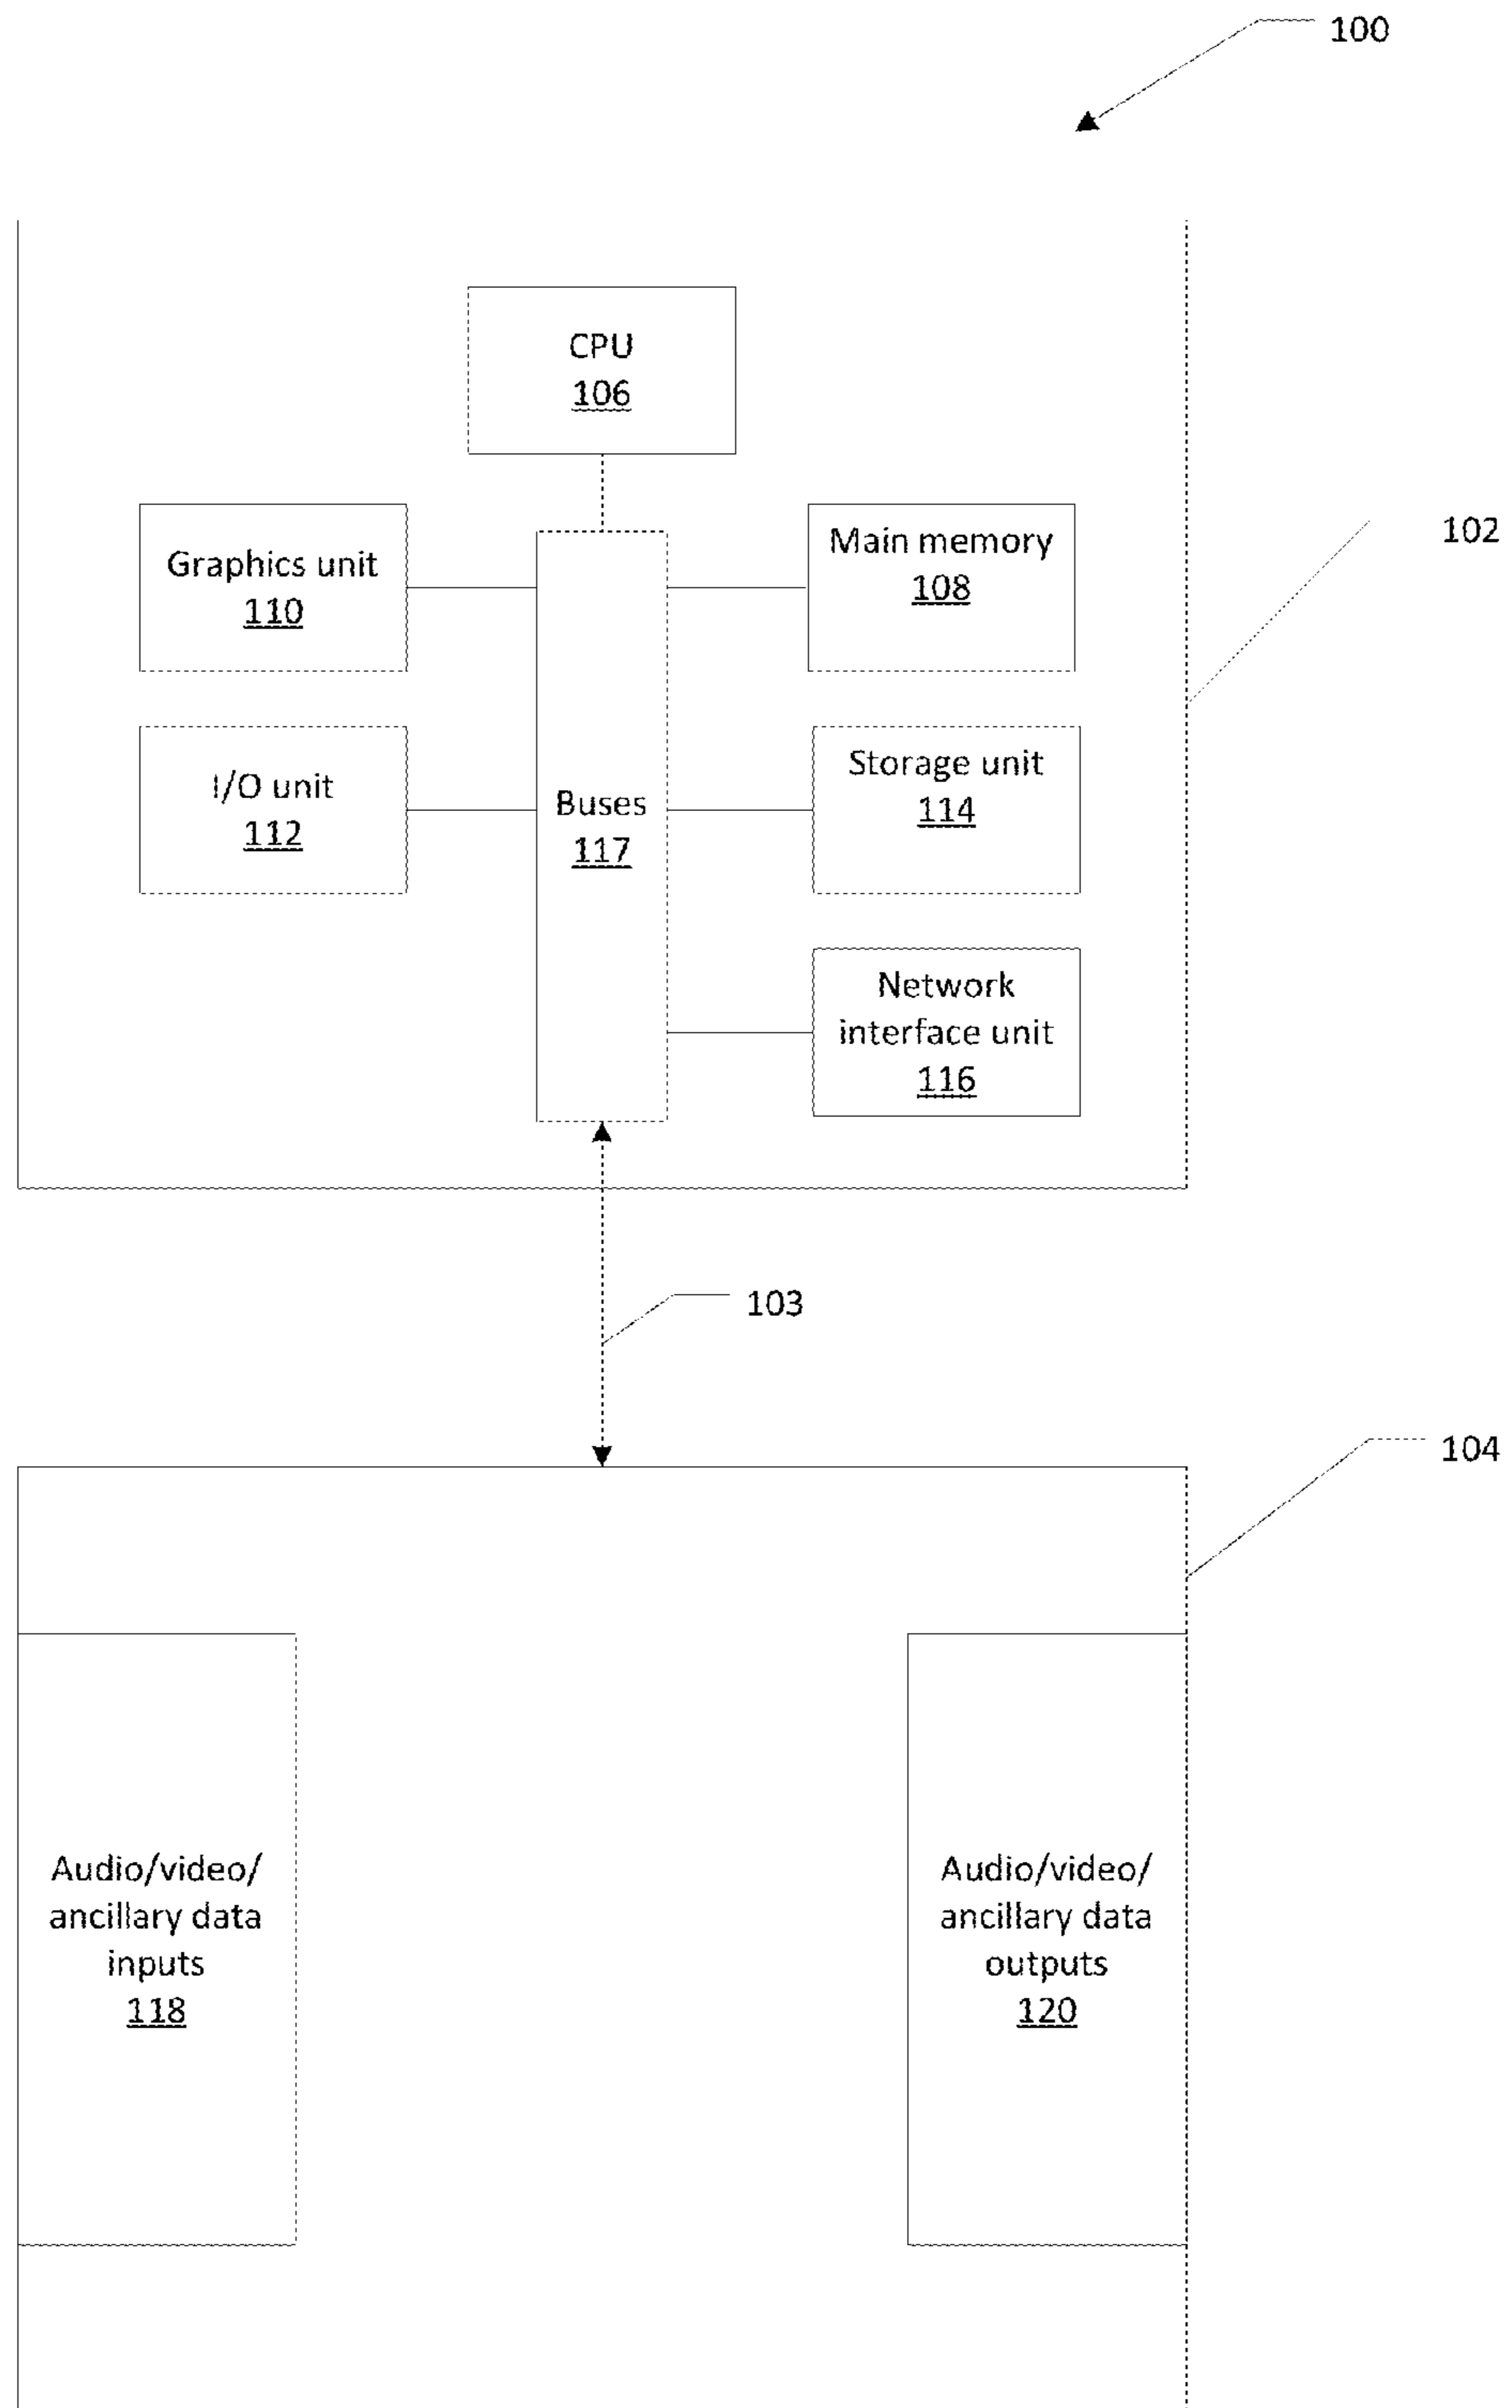 100
CPU
106
Graphics unit
110
Main memory
108
102
I/O unit
112
Buses
117
Storage unit
114
Network
interface unit
116
103
104
Audio/video/
ancillary data
inputs
118
Audio/video/
ancillary data
outputs
120